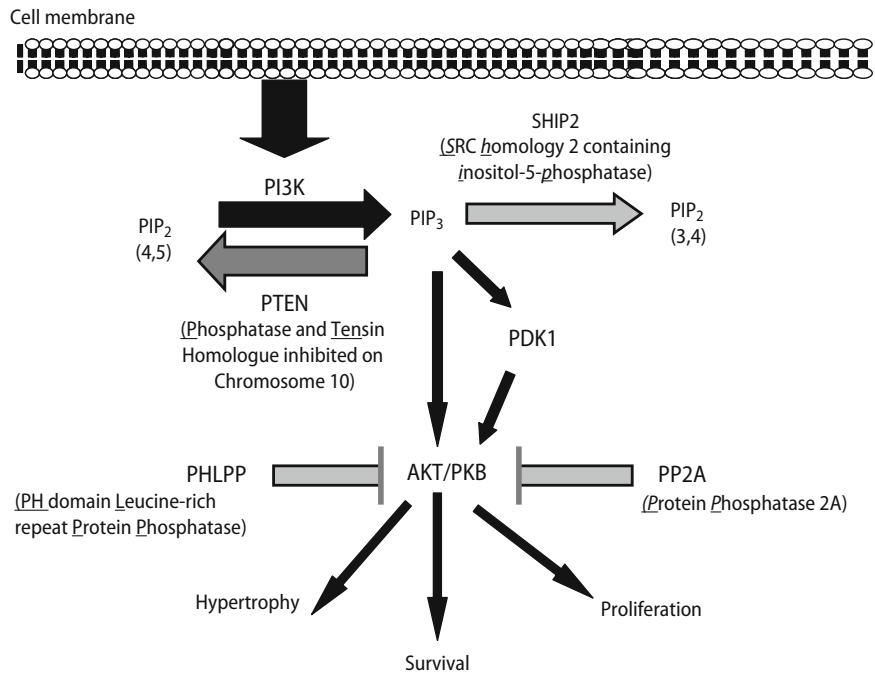 Cell membrane
SHIP2
(SRC homology 2 containing
inositol-5-phosphatase)
PI3K
PIP₂
(4,5)
PIP₃
PIP₂
(3,4)
PTEN
(Phosphatase and Tensin
Homologue inhibited on
Chromosome 10)
PDK1
PHLPP
(PH domain Leucine-rich
repeat Protein Phosphatase)
AKT/PKB
PP2A
(Protein Phosphatase 2A)
Hypertrophy
Survival
Proliferation